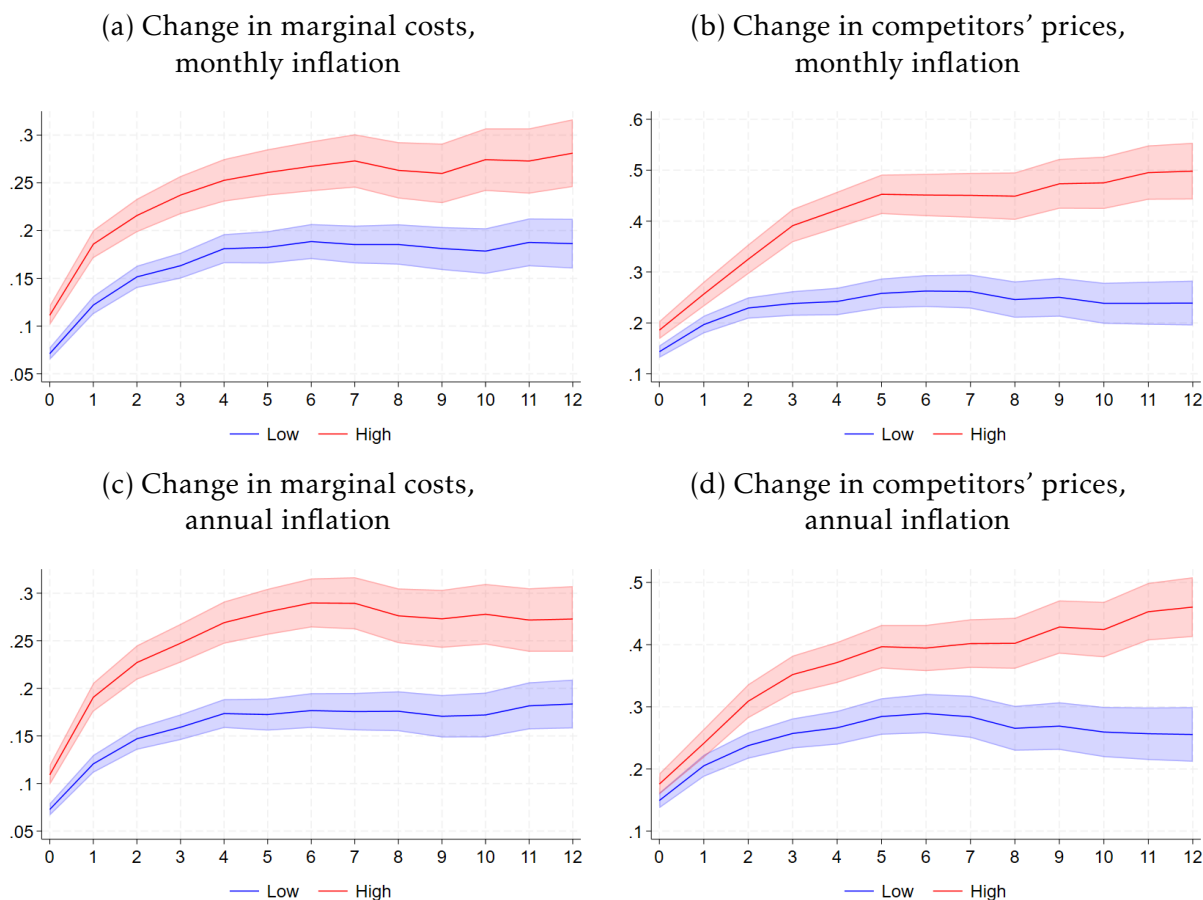 (a) Change in marginal costs,
monthly inflation
.3
.25
.2
.15
.1
.05
0 1 2 3 4 5 6 7 8 9 10 11 12
Low High
(b) Change in competitors’ prices,
monthly inflation
.6
.5
.4
.3
.2
.1
0 1 2 3 4 5 6 7 8 9 10 11 12
Low High
(c) Change in marginal costs,
annual inflation
.3
.25
.2
.15
.1
.05
0 1 2 3 4 5 6 7 8 9 10 11 12
Low High
(d) Change in competitors’ prices,
annual inflation
.5
.4
.3
.2
.1
0 1 2 3 4 5 6 7 8 9 10 11 12
Low High